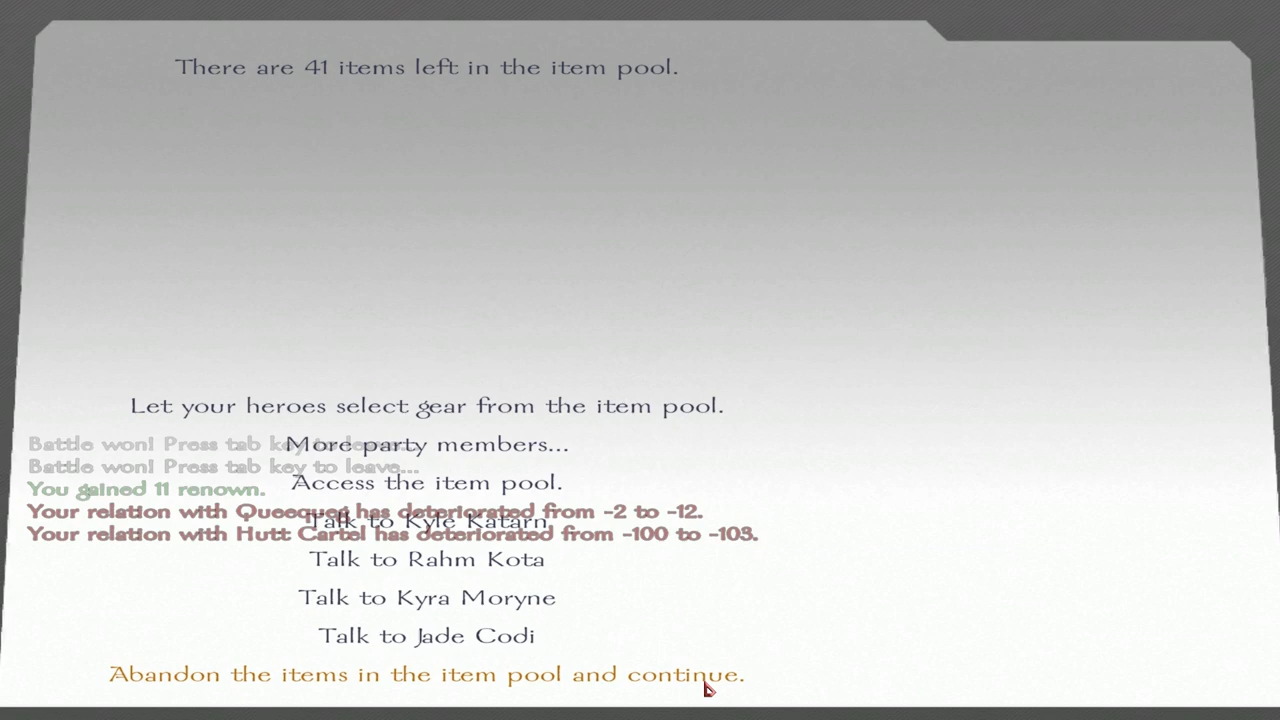 There are 41 items left in the item pool.
Let your heroes select gear from the item pool.
Battle won! Press tab key to leave...
More party members...
Battle won! Press tab key to leave...
Access the item pool.
You gained 11 renown.
Your relation with Queequeg has deteriorated from -2 to -12.
Talk to Kyle Katarn
Your relation with Hutt Cartel has deteriorated from -100 to -103.
Talk to Rahm Kota
Talk to Kyra Moryne
Talk to Jade Codi
Abandon the items in the item pool and continue.